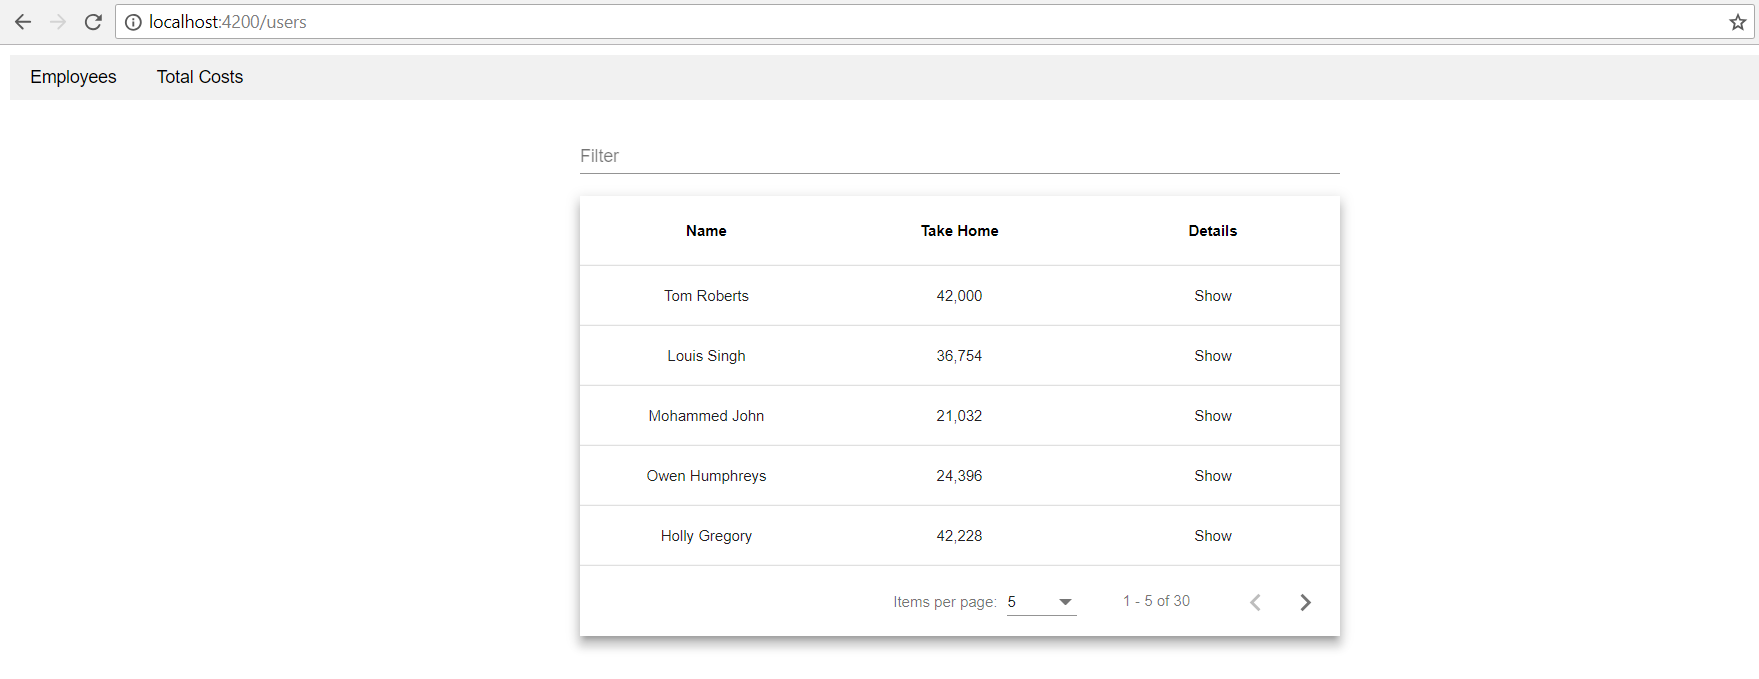 localhost:4200/users
Employees Total Costs
Filter
Name Take Home Details
Tom Roberts 42,000 Show
Louis Singh 36,754 Show
Mohammed John 21,032 Show
Owen Humphreys 24,396 Show
Holly Gregory 42,228 Show
Items per page: 5 1 - 5 of 30